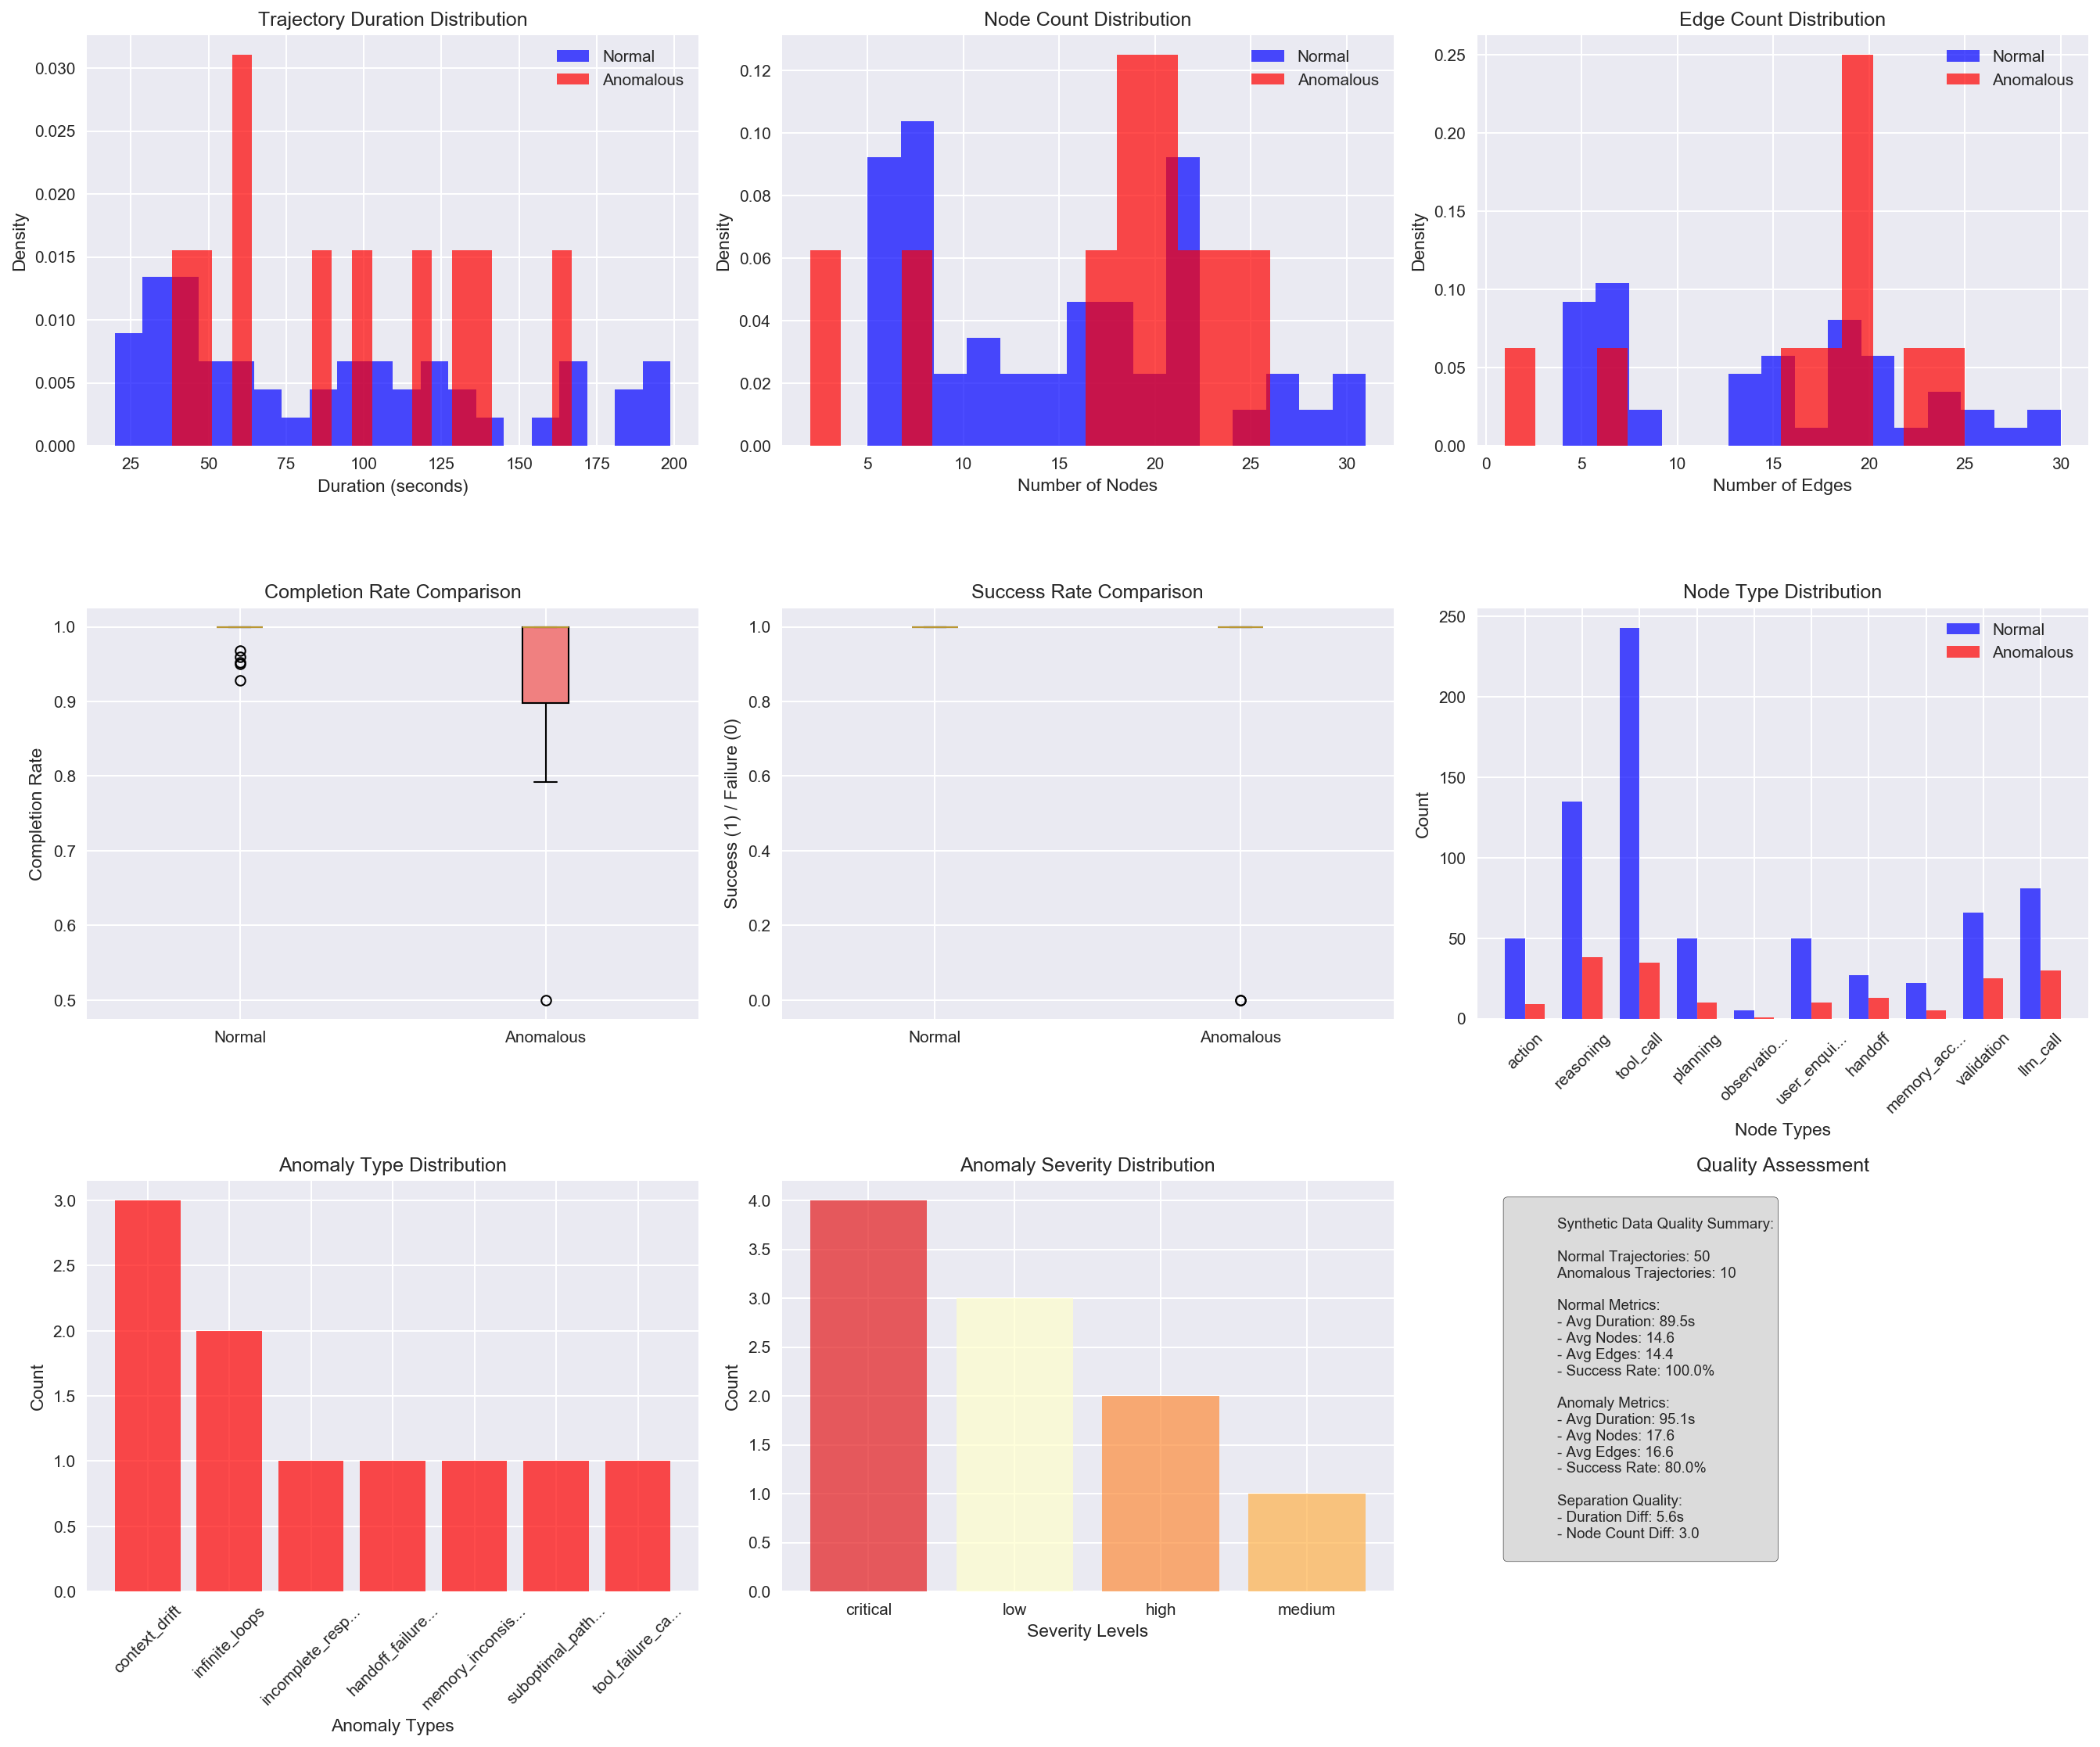 Trajectory Duration Distribution
Density
0.030
0.025
0.020
0.015
0.010
0.005
0.000
Normal
Anomalous
25 50 75 100 125 150 175 200
Duration (seconds)
Node Count Distribution
Density
0.12
0.10
0.08
0.06
0.04
0.02
0.00
Normal
Anomalous
5 10 15 20 25 30
Number of Nodes
Edge Count Distribution
Density
0.25
0.20
0.15
0.10
0.05
0.00
Normal
Anomalous
0 5 10 15 20 25 30
Number of Edges
Completion Rate Comparison
Completion Rate
1.0
0.9
0.8
0.7
0.6
0.5
Normal Anomalous
Success Rate Comparison
Success (1) / Failure (0)
1.0
0.8
0.6
0.4
0.2
0.0
Normal Anomalous
Node Type Distribution
Count
250
200
150
100
50
0
Normal
Anomalous
action reasoning tool_call planning observatio... user_enqui... handoff memory_acc... validation llm_call
Node Types
Anomaly Type Distribution
Count
3.0
2.5
2.0
1.5
1.0
0.5
0.0
context_drift infinite_loops incomplete_resp... handoff_failure... memory_inconsis... suboptimal_path... tool_failure_ca...
Anomaly Types
Anomaly Severity Distribution
Count
4.0
3.5
3.0
2.5
2.0
1.5
1.0
0.5
0.0
critical low high medium
Severity Levels
Quality Assessment
Synthetic Data Quality Summary:
Normal Trajectories: 50
Anomalous Trajectories: 10
Normal Metrics:
- Avg Duration: 89.5s
- Avg Nodes: 14.6
- Avg Edges: 14.4
- Success Rate: 100.0%
Anomaly Metrics:
- Avg Duration: 95.1s
- Avg Nodes: 17.6
- Avg Edges: 16.6
- Success Rate: 80.0%
Separation Quality:
- Duration Diff: 5.6s
- Node Count Diff: 3.0